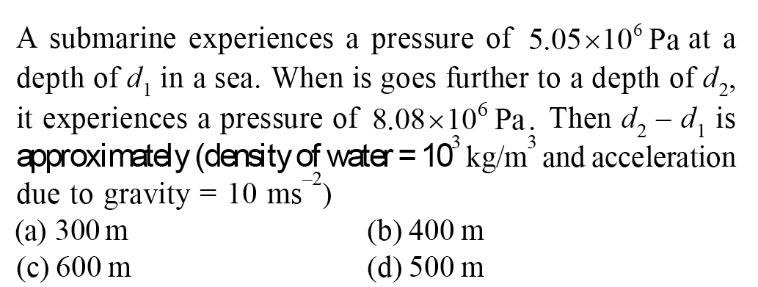 A submarine experiences a pressure of 5.05×10⁶ Pa at a
depth of d₁ in a sea. When is goes further to a depth of d₂,
it experiences a pressure of 8.08×10⁶ Pa. Then d₂ – d₁ is
approximately (density of water = 10³ kg/m³ and acceleration
due to gravity = 10 ms⁻²)
(a) 300 m (b) 400 m
(c) 600 m (d) 500 m